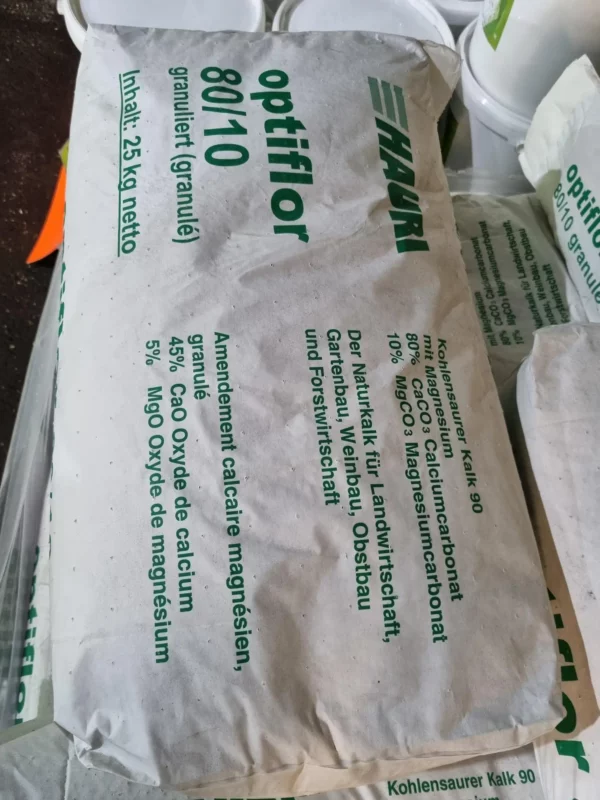 HAURI
optiflor
80/10
granuliert (granulé)
Inhalt: 25 kg netto
Kohlensaurer Kalk 90
mit Magnesium
80% CaCO3 Calciumcarbonat
10% MgCO3 Magnesiumcarbonat
Der Naturkalk für Landwirtschaft,
Gartenbau, Weinbau, Obstbau
und Forstwirtschaft
Amendement calcaire magnésien,
granulé
45% CaO Oxyde de calcium
5% MgO Oxyde de magnésium
80/10
Kohlensaurer Kalk 90